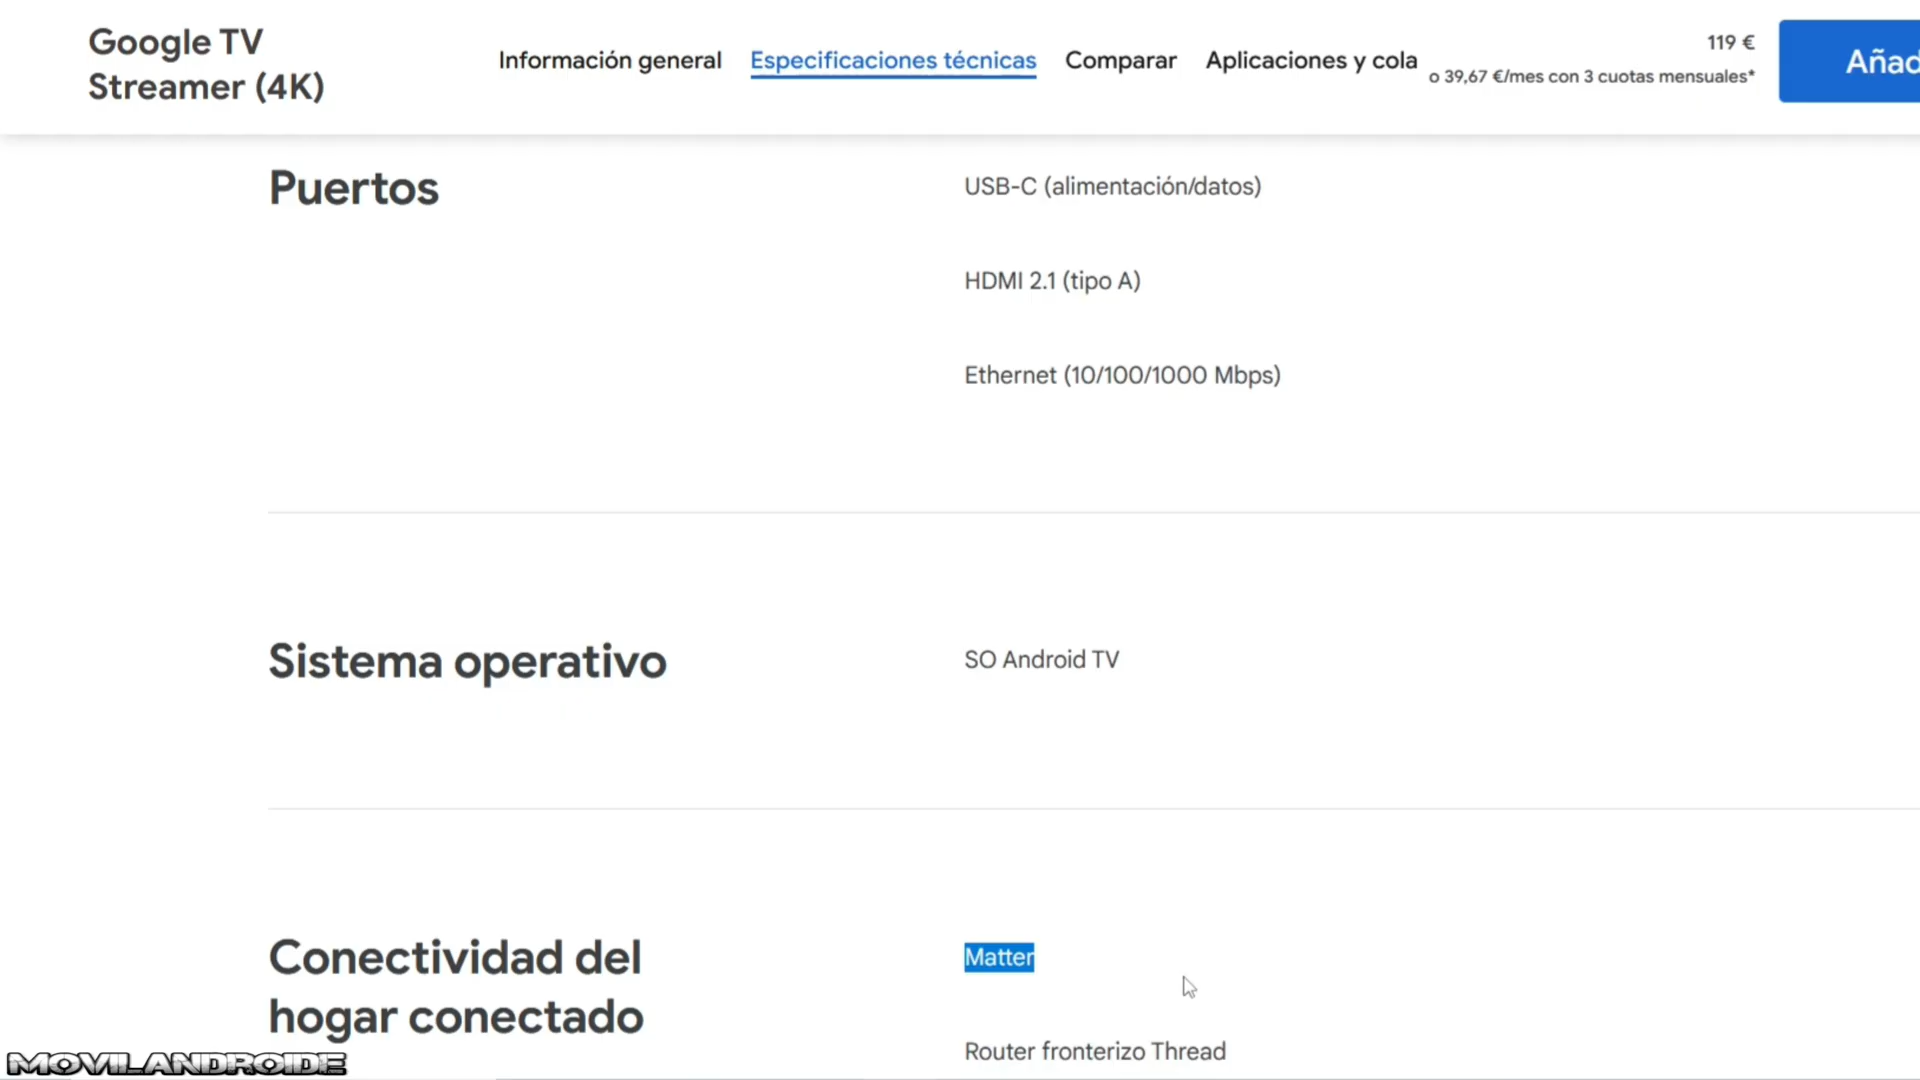 Google TV
Streamer (4K)
Información general
Especificaciones técnicas
Comparar
Aplicaciones y cola
119 €
o 39,67 €/mes con 3 cuotas mensuales*
Añad
Puertos
USB-C (alimentación/datos)
HDMI 2.1 (tipo A)
Ethernet (10/100/1000 Mbps)
Sistema operativo
SO Android TV
Conectividad del
hogar conectado
Matter
Router fronterizo Thread
MOVILANDROIDE